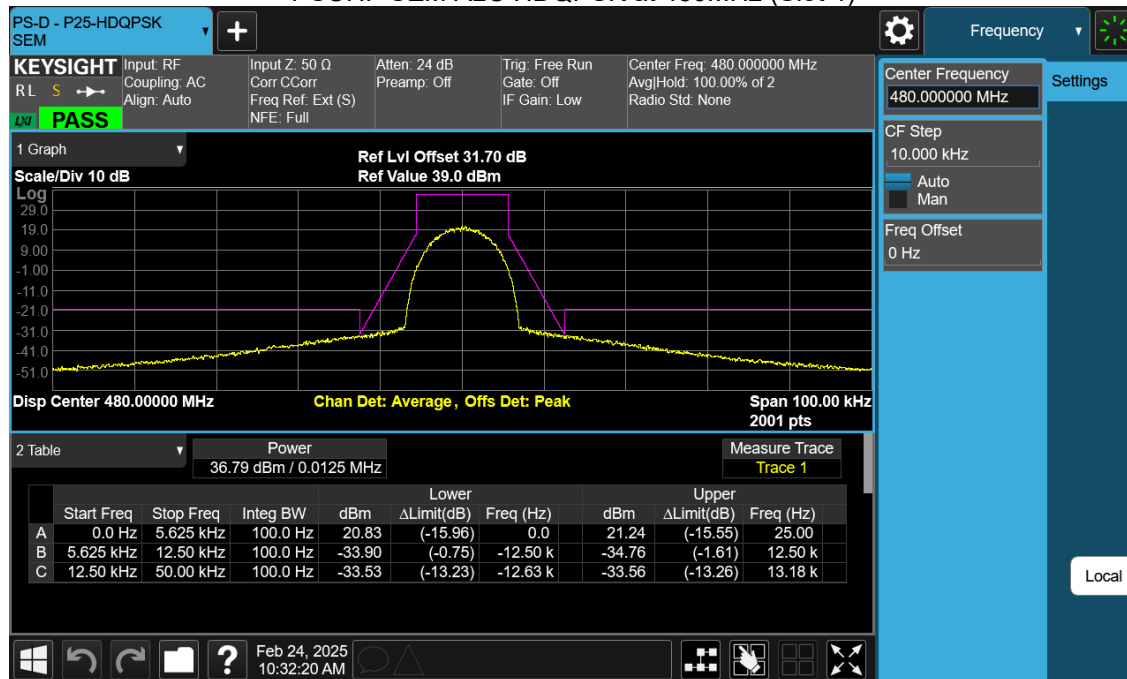 PS-D - P25-HDQPSK
SEM
Frequency
KEYSIGHT
R L S
LXI PASS
Input: RF
Coupling: AC
Align: Auto
Input Z: 50 Ω
Corr CCorr
Freq Ref: Ext (S)
NFE: Full
Atten: 24 dB
Preamp: Off
Trig: Free Run
Gate: Off
IF Gain: Low
Center Freq: 480.000000 MHz
Avg|Hold: 100.00% of 2
Radio Std: None
Center Frequency
480.000000 MHz
Settings
CF Step
10.000 kHz
Auto
Man
Freq Offset
0 Hz
1 Graph
Scale/Div 10 dB
Ref Lvl Offset 31.70 dB
Ref Value 39.0 dBm
Log
29.0
19.0
9.00
-1.00
-11.0
-21.0
-31.0
-41.0
-51.0
Disp Center 480.00000 MHz
Chan Det: Average, Offs Det: Peak
Span 100.00 kHz
2001 pts
2 Table
Power
36.79 dBm / 0.0125 MHz
Measure Trace
Trace 1
Lower Upper
Start Freq Stop Freq Integ BW dBm ΔLimit(dB) Freq (Hz) dBm ΔLimit(dB) Freq (Hz)
A 0.0 Hz 5.625 kHz 100.0 Hz 20.83 (-15.96) 0.0 21.24 (-15.55) 25.00
B 5.625 kHz 12.50 kHz 100.0 Hz -33.90 (-0.75) -12.50 k -34.76 (-1.61) 12.50 k
C 12.50 kHz 50.00 kHz 100.0 Hz -33.53 (-13.23) -12.63 k -33.56 (-13.26) 13.18 k
Local
?
Feb 24, 2025
10:32:20 AM